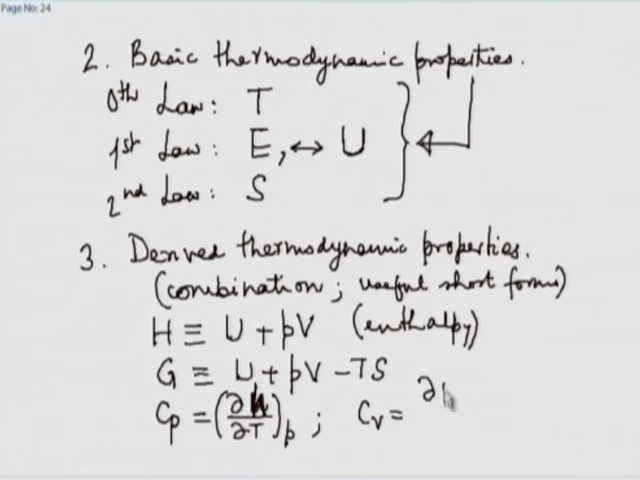 Page No: 24
2. Basic thermodynamic properties.
0th Law: T
1st Law: E, ↔ U
2nd Law: S
3. Derived thermodynamic properties.
(combination; useful short forms)
H ≡ U + pV (enthalpy)
G ≡ U + pV - TS
Cp = (∂h/∂T)p ; Cv = ∂